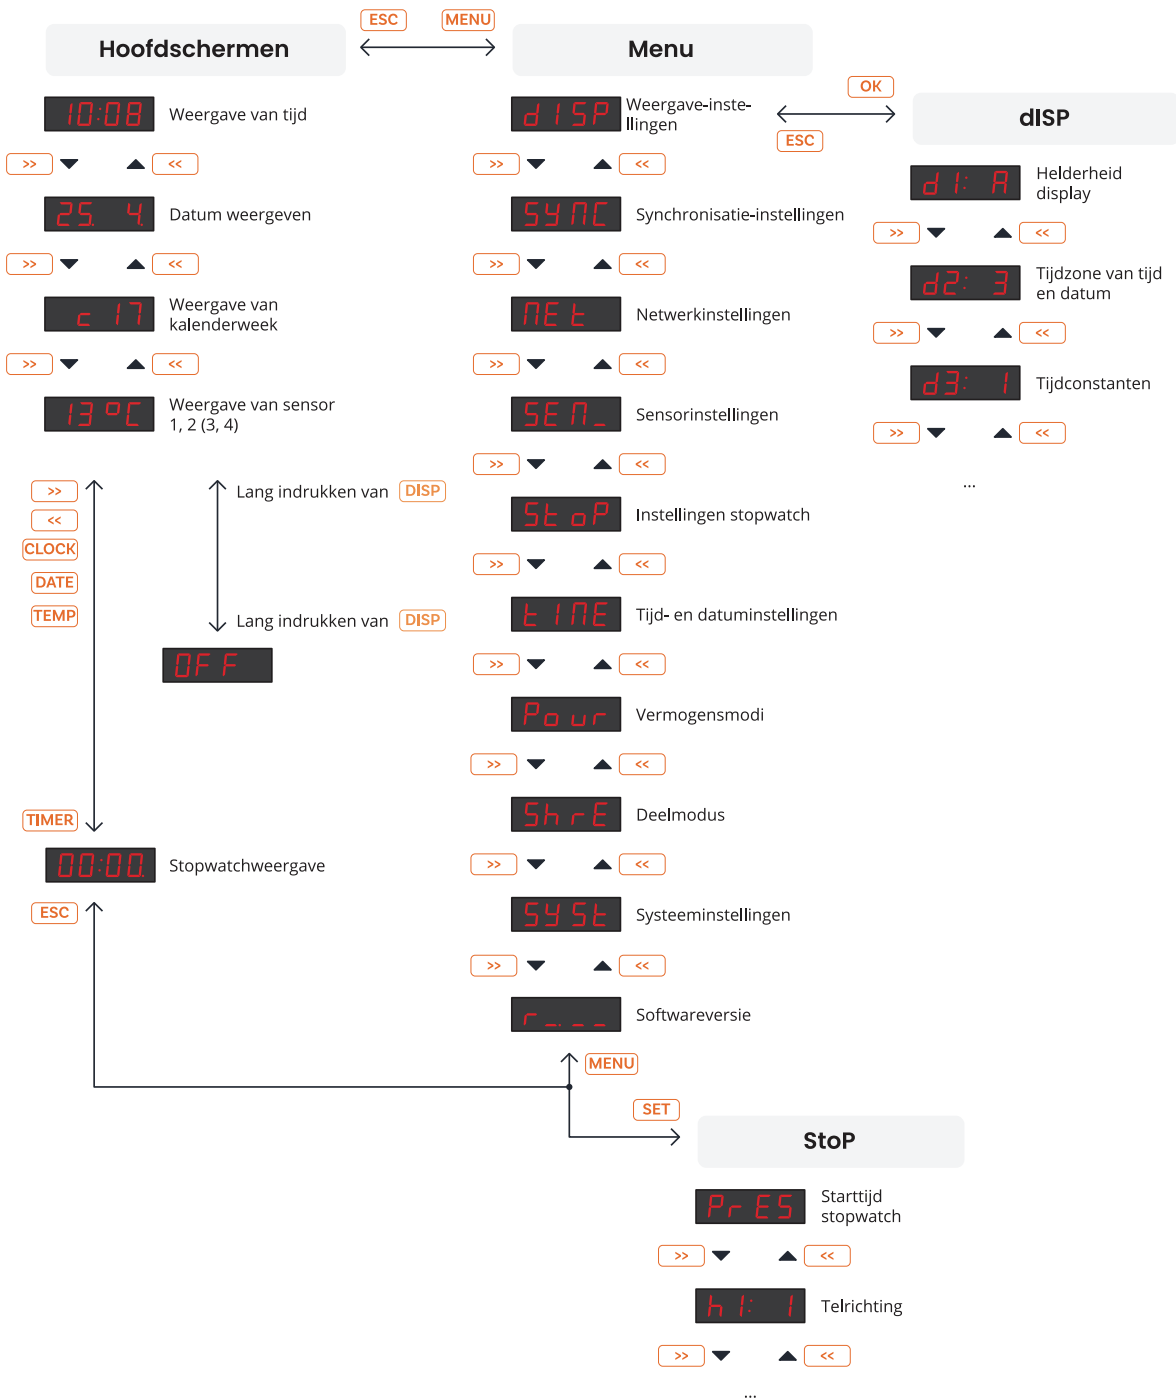 ESC
MENU
Hoofdschermen
Menu
10:08
Weergave van tijd
>>
<<
25. 4.
Datum weergeven
>>
<<
c 17
Weergave van
kalenderweek
>>
<<
13 °C
Weergave van sensor
1, 2 (3, 4)
>>
<<
CLOCK
DATE
TEMP
Lang indrukken van DISP
Lang indrukken van DISP
OFF
TIMER
00:00.
Stopwatchweergave
ESC
dISP
Weergave-inste-
llingen
>>
<<
SYNC
Synchronisatie-instellingen
>>
<<
NEt
Netwerkinstellingen
>>
<<
SEN_
Sensorinstellingen
>>
<<
StoP
Instellingen stopwatch
>>
<<
tIME
Tijd- en datuminstellingen
>>
<<
Pour
Vermogensmodi
>>
<<
ShrE
Deelmodus
>>
<<
SYSt
Systeeminstellingen
>>
<<
r_._ _
Softwareversie
MENU
SET
OK
ESC
dISP
d1: A
Helderheid
display
>>
<<
d2: 3
Tijdzone van tijd
en datum
>>
<<
d3: 1
Tijdconstanten
>>
<<
...
StoP
PrES
Starttijd
stopwatch
>>
<<
h1: 1
Telrichting
>>
<<
...